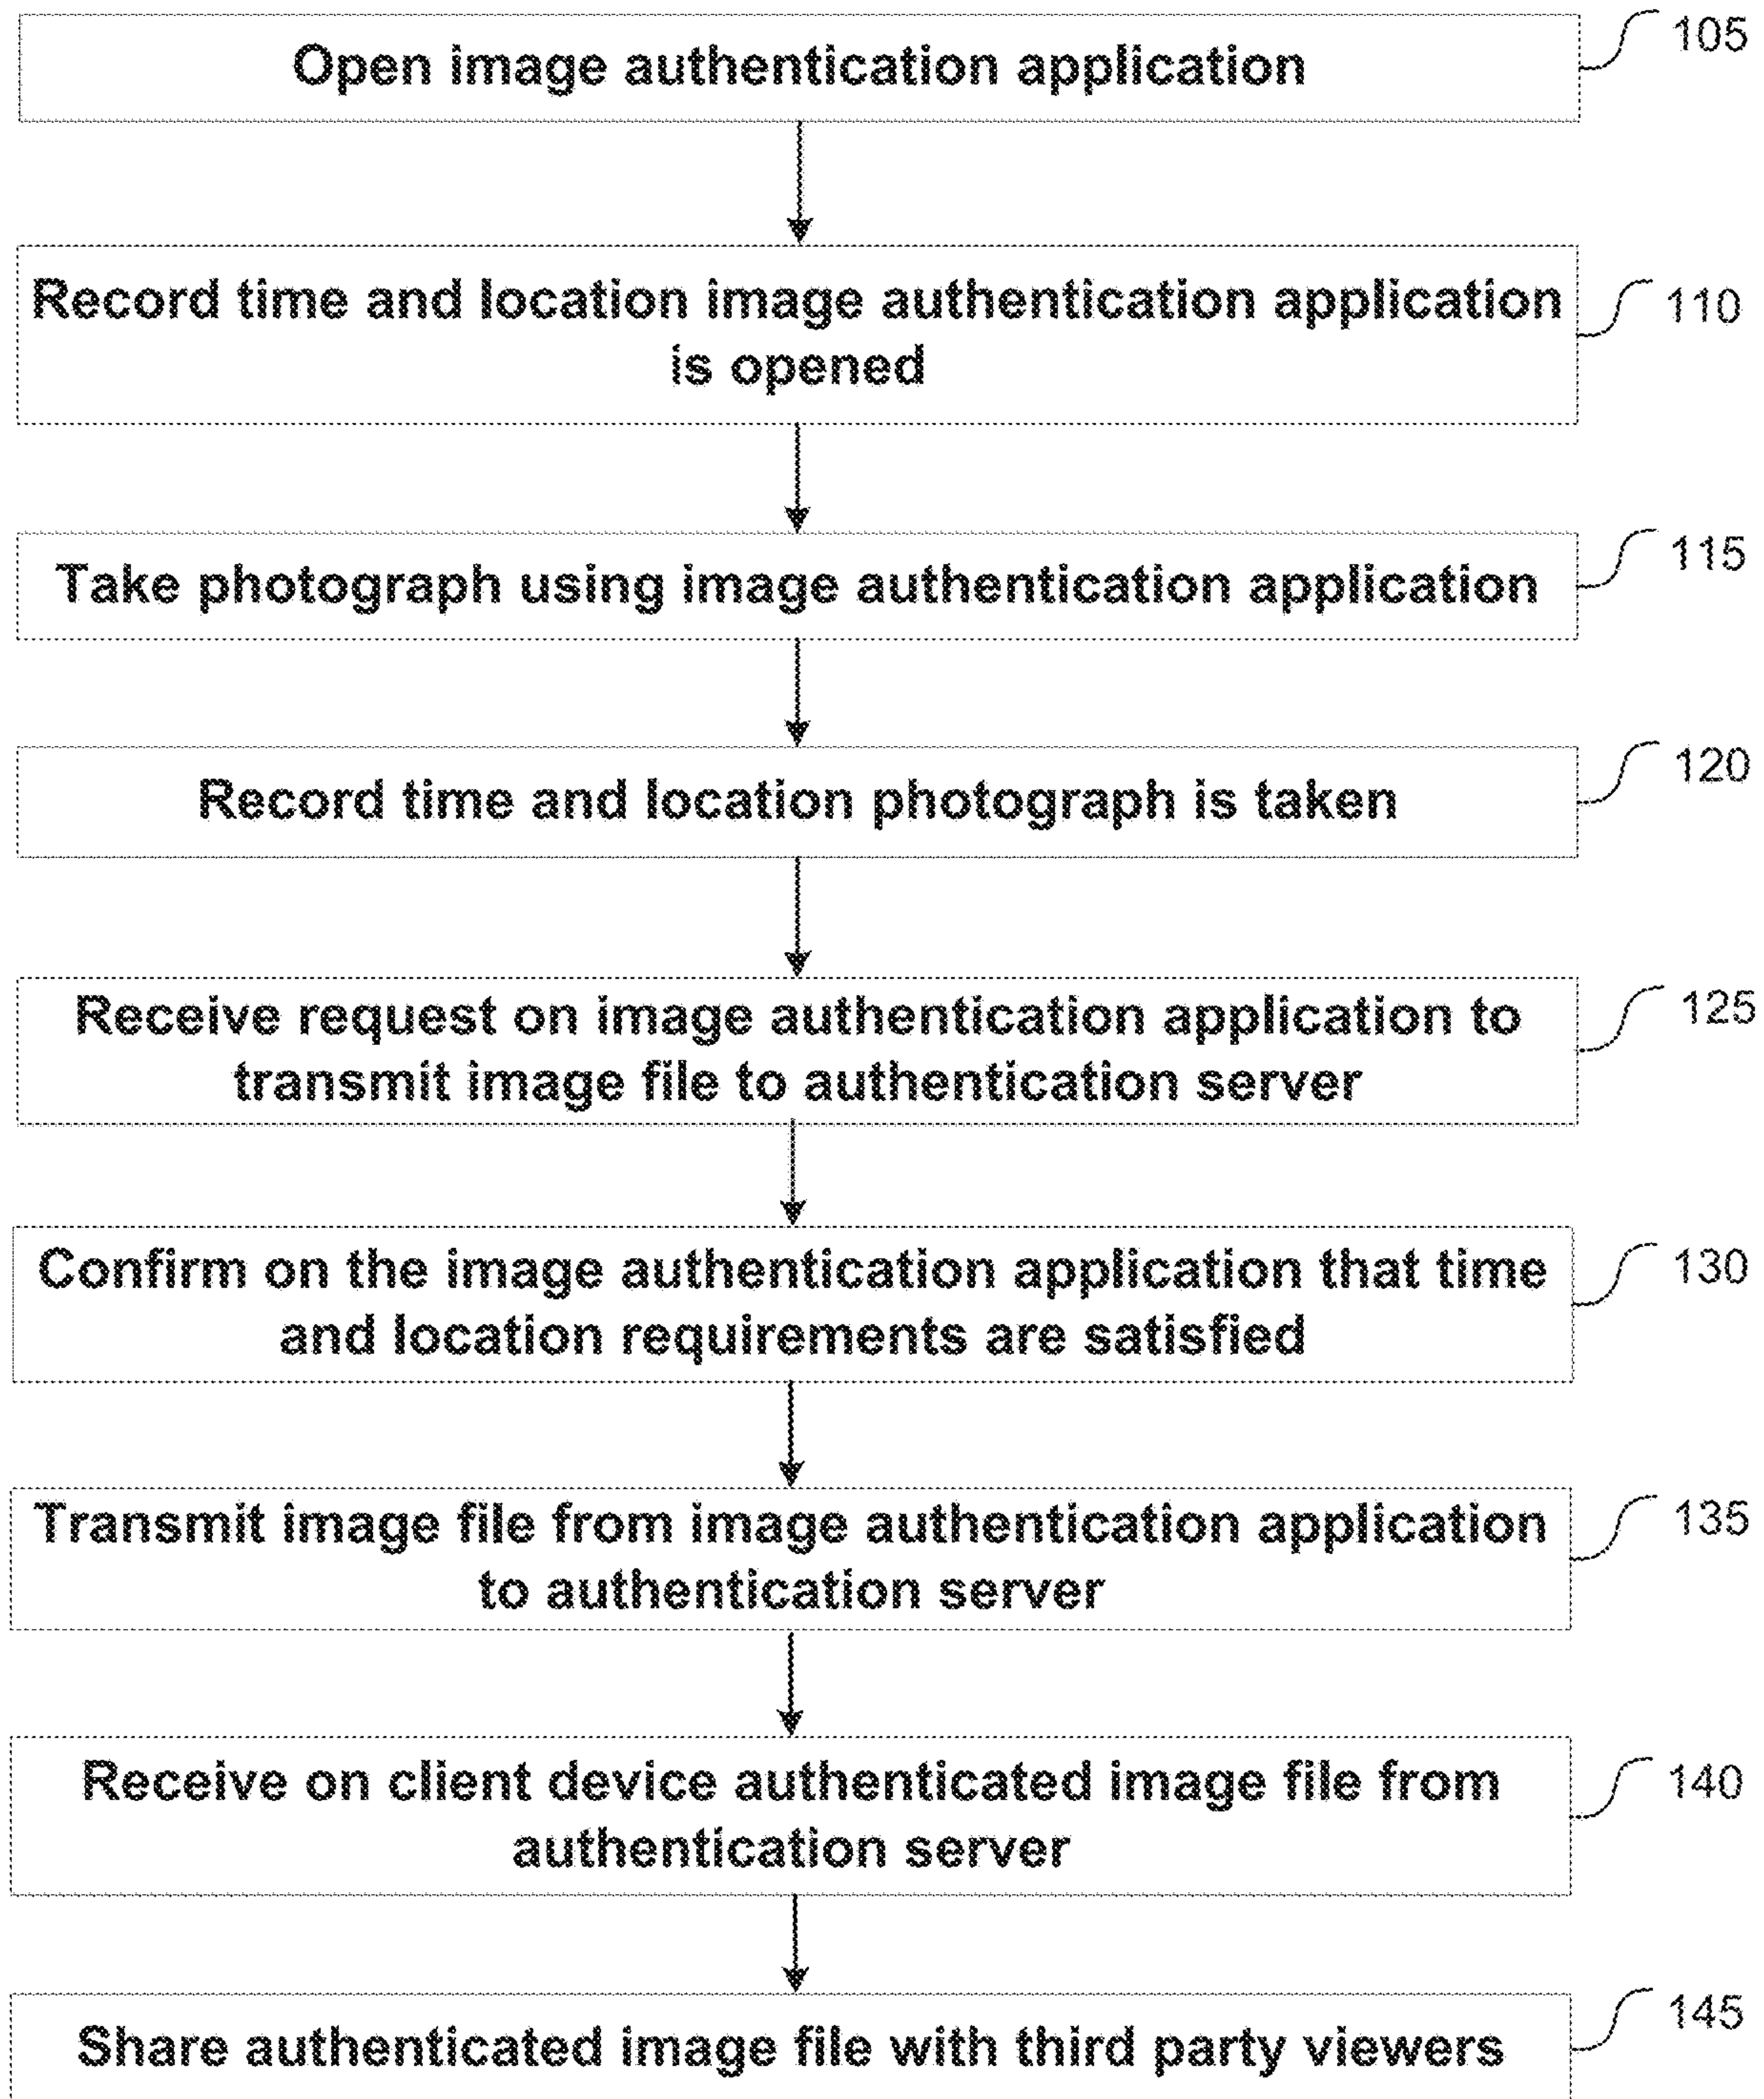 Open image authentication application
105
Record time and location image authentication application
is opened
110
Take photograph using image authentication application
115
Record time and location photograph is taken
120
Receive request on image authentication application to
transmit image file to authentication server
125
Confirm on the image authentication application that time
and location requirements are satisfied
130
Transmit image file from image authentication application
to authentication server
135
Receive on client device authenticated image file from
authentication server
140
Share authenticated image file with third party viewers
145